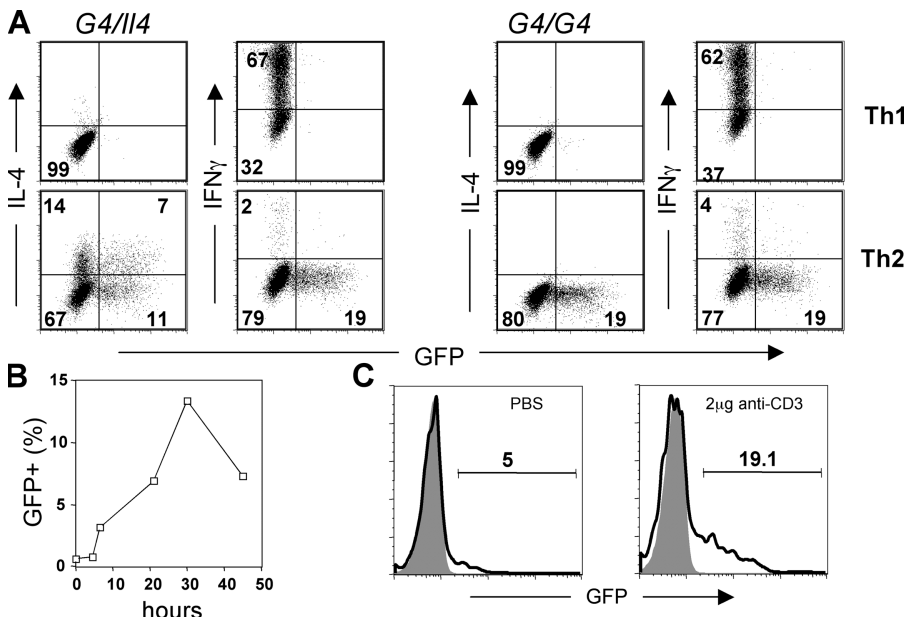 A
G4/Il4
G4/G4
IL-4
IFNγ
IL-4
IFNγ
99
67
32
99
62
37
Th1
14
7
67
11
2
79
19
80
19
4
77
19
Th2
GFP
B
GFP+ (%)
15
10
5
0
0
10
20
30
40
50
hours
C
PBS
5
2μg anti-CD3
19.1
GFP